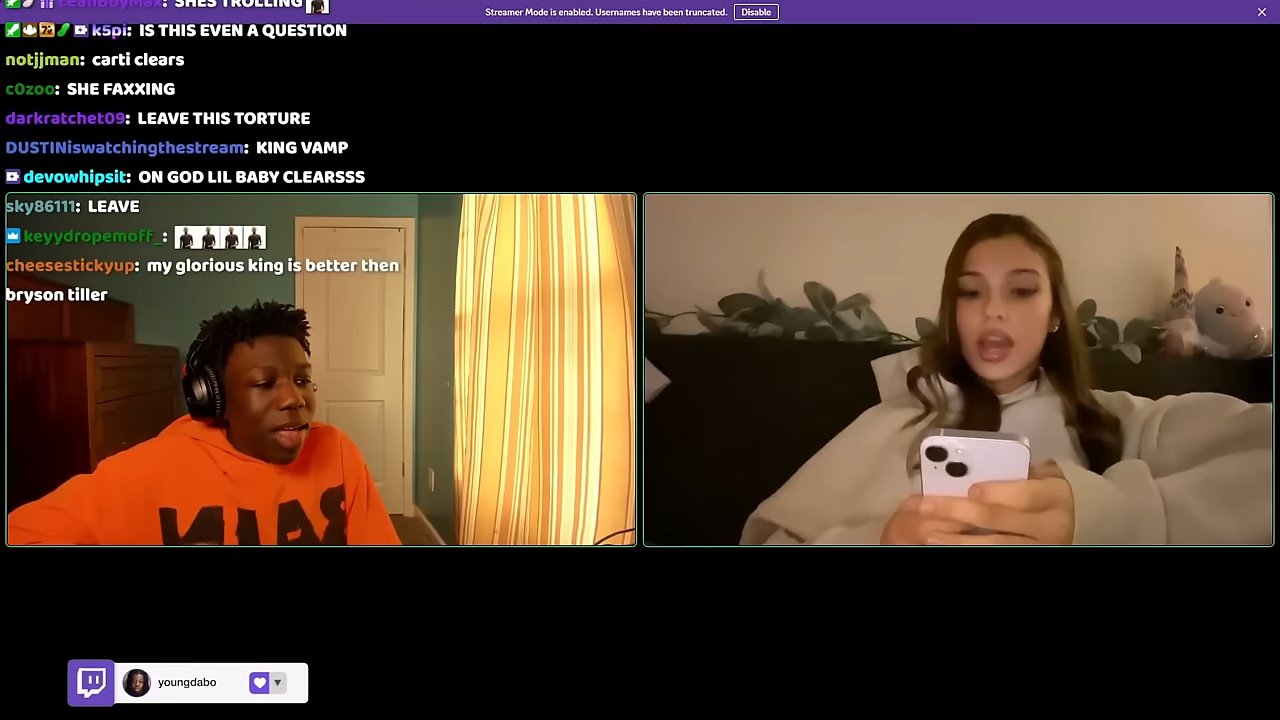 LeanBoyMax: SHES TROLLING
Streamer Mode is enabled. Usernames have been truncated. Disable
k5pi: IS THIS EVEN A QUESTION
notjjman: carti clears
c0zoo: SHE FAXXING
darkratchet09: LEAVE THIS TORTURE
DUSTINiswatchingthestream: KING VAMP
devowhipsit: ON GOD LIL BABY CLEARSSS
sky86111: LEAVE
keyydropemoff_:
cheesestickyup: my glorious king is better then
bryson tiller
youngdabo